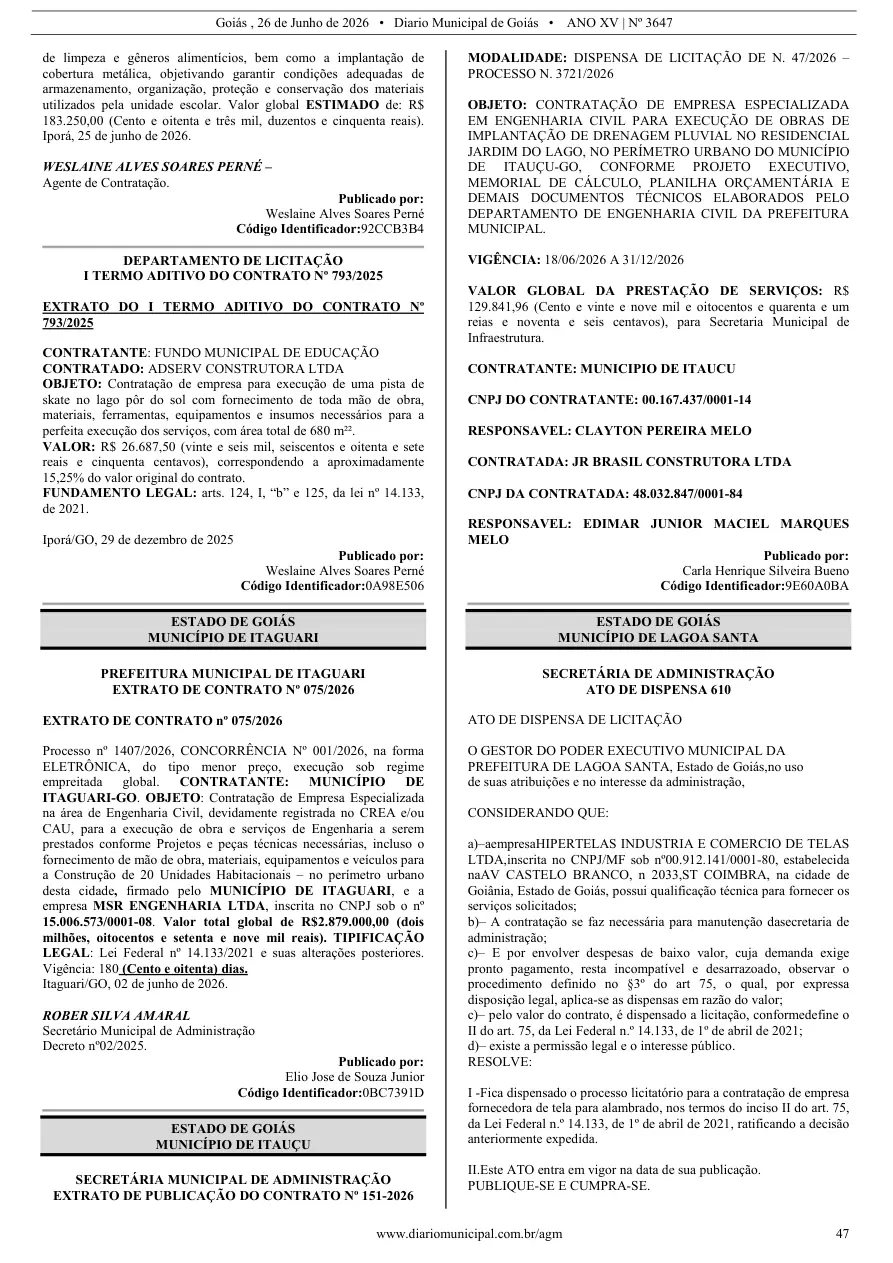 Goiás , 26 de Junho de 2026 • Diario Municipal de Goiás • ANO XV | Nº 3647
de limpeza e gêneros alimentícios, bem como a implantação de
cobertura metálica, objetivando garantir condições adequadas de
armazenamento, organização, proteção e conservação dos materiais
utilizados pela unidade escolar. Valor global ESTIMADO de: R$
183.250,00 (Cento e oitenta e três mil, duzentos e cinquenta reais).
Iporá, 25 de junho de 2026.
WESLAINE ALVES SOARES PERNÉ –
Agente de Contratação.
Publicado por:
Weslaine Alves Soares Perné
Código Identificador:92CCB3B4
DEPARTAMENTO DE LICITAÇÃO
I TERMO ADITIVO DO CONTRATO Nº 793/2025
EXTRATO DO I TERMO ADITIVO DO CONTRATO Nº
793/2025
CONTRATANTE: FUNDO MUNICIPAL DE EDUCAÇÃO
CONTRATADO: ADSERV CONSTRUTORA LTDA
OBJETO: Contratação de empresa para execução de uma pista de
skate no lago pôr do sol com fornecimento de toda mão de obra,
materiais, ferramentas, equipamentos e insumos necessários para a
perfeita execução dos serviços, com área total de 680 m²².
VALOR: R$ 26.687,50 (vinte e seis mil, seiscentos e oitenta e sete
reais e cinquenta centavos), correspondendo a aproximadamente
15,25% do valor original do contrato.
FUNDAMENTO LEGAL: arts. 124, I, “b” e 125, da lei nº 14.133,
de 2021.
Iporá/GO, 29 de dezembro de 2025
Publicado por:
Weslaine Alves Soares Perné
Código Identificador:0A98E506
ESTADO DE GOIÁS
MUNICÍPIO DE ITAGUARI
PREFEITURA MUNICIPAL DE ITAGUARI
EXTRATO DE CONTRATO Nº 075/2026
EXTRATO DE CONTRATO nº 075/2026
Processo nº 1407/2026, CONCORRÊNCIA Nº 001/2026, na forma
ELETRÔNICA, do tipo menor preço, execução sob regime
empreitada global. CONTRATANTE: MUNICÍPIO DE
ITAGUARI-GO. OBJETO: Contratação de Empresa Especializada
na área de Engenharia Civil, devidamente registrada no CREA e/ou
CAU, para a execução de obra e serviços de Engenharia a serem
prestados conforme Projetos e peças técnicas necessárias, incluso o
fornecimento de mão de obra, materiais, equipamentos e veículos para
a Construção de 20 Unidades Habitacionais – no perímetro urbano
desta cidade, firmado pelo MUNICÍPIO DE ITAGUARI, e a
empresa MSR ENGENHARIA LTDA, inscrita no CNPJ sob o nº
15.006.573/0001-08. Valor total global de R$2.879.000,00 (dois
milhões, oitocentos e setenta e nove mil reais). TIPIFICAÇÃO
LEGAL: Lei Federal nº 14.133/2021 e suas alterações posteriores.
Vigência: 180 (Cento e oitenta) dias.
Itaguari/GO, 02 de junho de 2026.
ROBER SILVA AMARAL
Secretário Municipal de Administração
Decreto nº02/2025.
Publicado por:
Elio Jose de Souza Junior
Código Identificador:0BC7391D
ESTADO DE GOIÁS
MUNICÍPIO DE ITAUÇU
SECRETÁRIA MUNICIPAL DE ADMINISTRAÇÃO
EXTRATO DE PUBLICAÇÃO DO CONTRATO Nº 151-2026
MODALIDADE: DISPENSA DE LICITAÇÃO DE N. 47/2026 –
PROCESSO N. 3721/2026
OBJETO: CONTRATAÇÃO DE EMPRESA ESPECIALIZADA
EM ENGENHARIA CIVIL PARA EXECUÇÃO DE OBRAS DE
IMPLANTAÇÃO DE DRENAGEM PLUVIAL NO RESIDENCIAL
JARDIM DO LAGO, NO PERÍMETRO URBANO DO MUNICÍPIO
DE ITAUÇU-GO, CONFORME PROJETO EXECUTIVO,
MEMORIAL DE CÁLCULO, PLANILHA ORÇAMENTÁRIA E
DEMAIS DOCUMENTOS TÉCNICOS ELABORADOS PELO
DEPARTAMENTO DE ENGENHARIA CIVIL DA PREFEITURA
MUNICIPAL.
VIGÊNCIA: 18/06/2026 A 31/12/2026
VALOR GLOBAL DA PRESTAÇÃO DE SERVIÇOS: R$
129.841,96 (Cento e vinte e nove mil e oitocentos e quarenta e um
reias e noventa e seis centavos), para Secretaria Municipal de
Infraestrutura.
CONTRATANTE: MUNICIPIO DE ITAUCU
CNPJ DO CONTRATANTE: 00.167.437/0001-14
RESPONSAVEL: CLAYTON PEREIRA MELO
CONTRATADA: JR BRASIL CONSTRUTORA LTDA
CNPJ DA CONTRATADA: 48.032.847/0001-84
RESPONSAVEL: EDIMAR JUNIOR MACIEL MARQUES
MELO
Publicado por:
Carla Henrique Silveira Bueno
Código Identificador:9E60A0BA
ESTADO DE GOIÁS
MUNICÍPIO DE LAGOA SANTA
SECRETÁRIA DE ADMINISTRAÇÃO
ATO DE DISPENSA 610
ATO DE DISPENSA DE LICITAÇÃO
O GESTOR DO PODER EXECUTIVO MUNICIPAL DA
PREFEITURA DE LAGOA SANTA, Estado de Goiás,no uso
de suas atribuições e no interesse da administração,
CONSIDERANDO QUE:
a)–aempresaHIPERTELAS INDUSTRIA E COMERCIO DE TELAS
LTDA,inscrita no CNPJ/MF sob nº00.912.141/0001-80, estabelecida
naAV CASTELO BRANCO, n 2033,ST COIMBRA, na cidade de
Goiânia, Estado de Goiás, possui qualificação técnica para fornecer os
serviços solicitados;
b)– A contratação se faz necessária para manutenção dasecretaria de
administração;
c)– E por envolver despesas de baixo valor, cuja demanda exige
pronto pagamento, resta incompatível e desarrazoado, observar o
procedimento definido no §3º do art 75, o qual, por expressa
disposição legal, aplica-se as dispensas em razão do valor;
c)– pelo valor do contrato, é dispensado a licitação, conformedefine o
II do art. 75, da Lei Federal n.º 14.133, de 1º de abril de 2021;
d)– existe a permissão legal e o interesse público.
RESOLVE:
I -Fica dispensado o processo licitatório para a contratação de empresa
fornecedora de tela para alambrado, nos termos do inciso II do art. 75,
da Lei Federal n.º 14.133, de 1º de abril de 2021, ratificando a decisão
anteriormente expedida.
II.Este ATO entra em vigor na data de sua publicação.
PUBLIQUE-SE E CUMPRA-SE.
www.diariomunicipal.com.br/agm
47